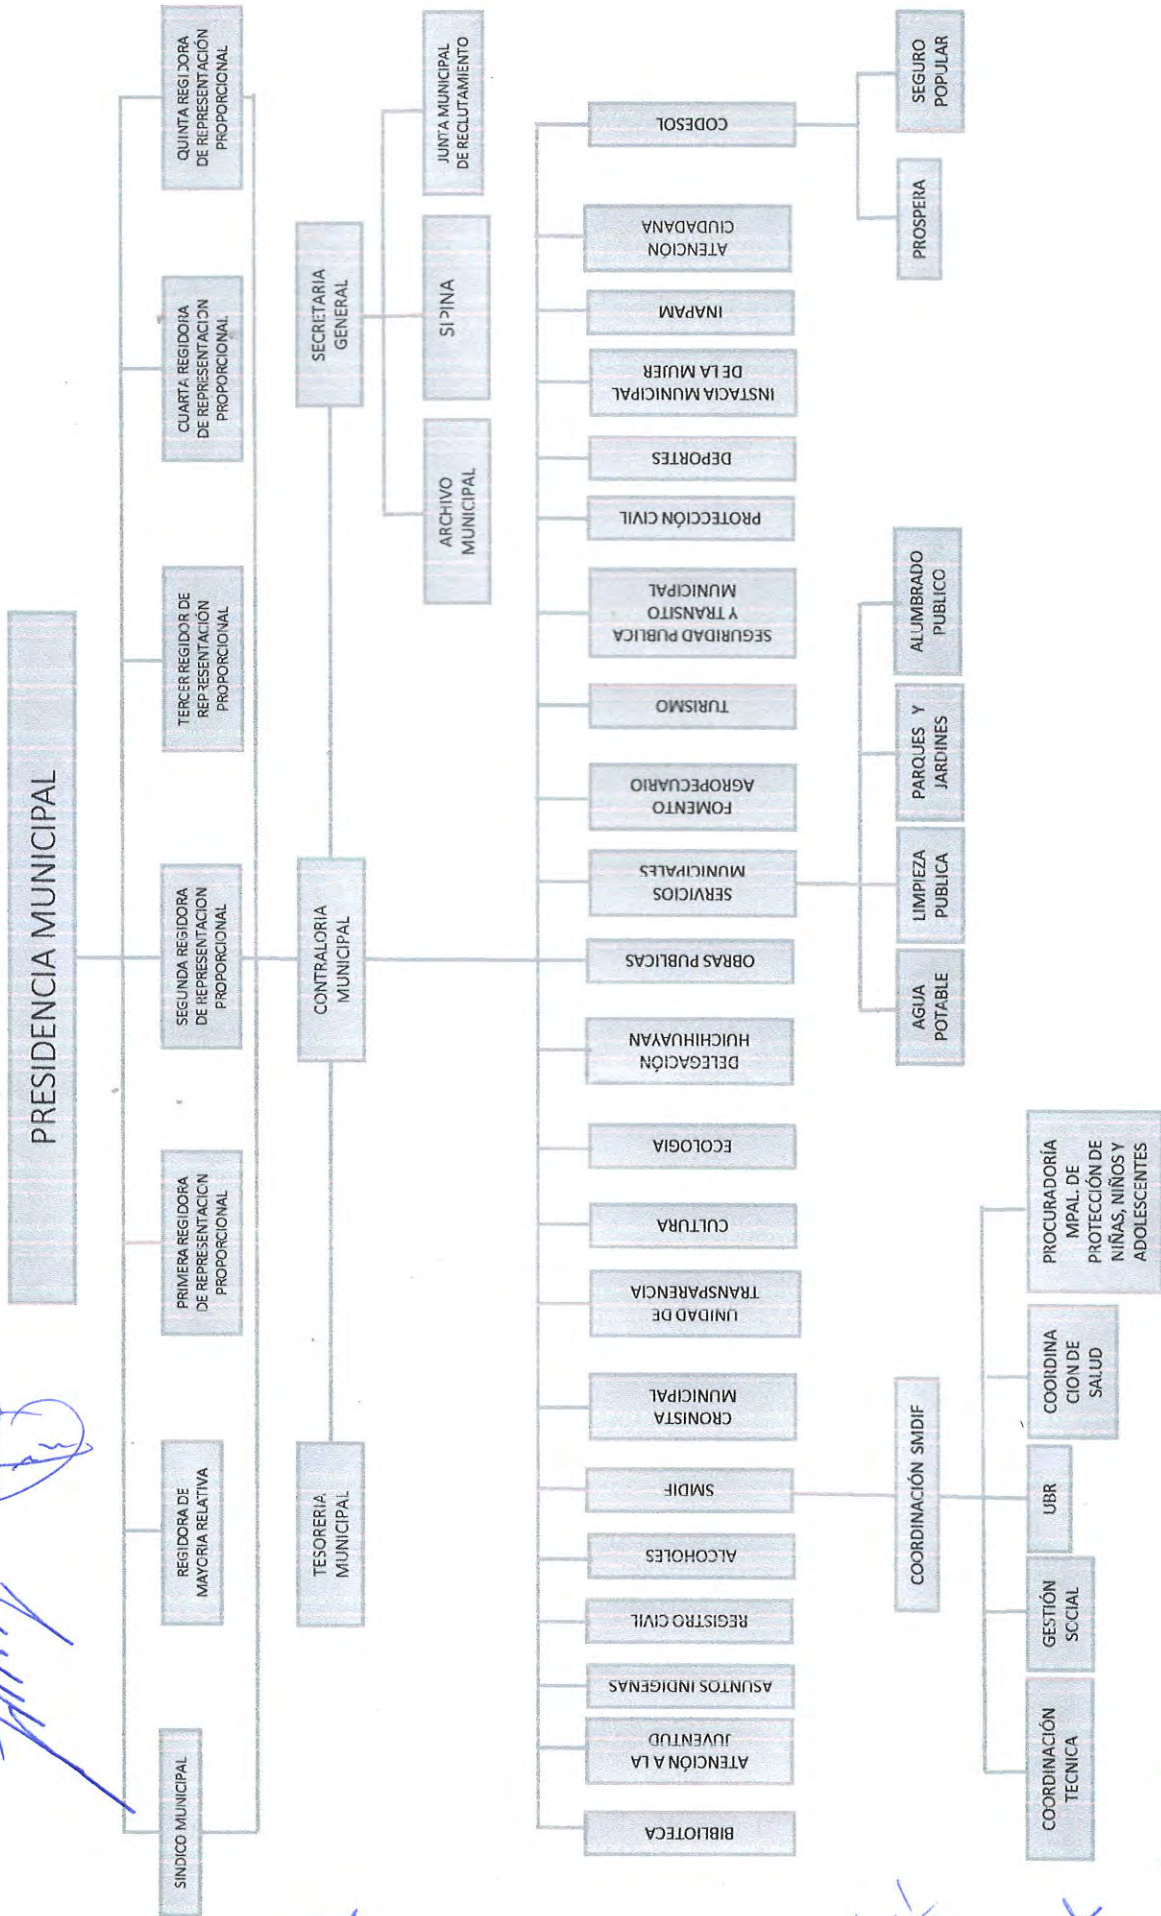 PRESIDENCIA MUNICIPAL
SINDICO MUNICIPAL
REGIDORA DE
MAYORIA RELATIVA
PRIMERA REGIDORA
DE REPRESENTACION
PROPORCIONAL
SEGUNDA REGIDORA
DE REPRESENTACION
PROPORCIONAL
TERCER REGIDOR DE
REPRESENTACIÓN
PROPORCIONAL
CUARTA REGIDORA
DE REPRESENTACIÓN
PROPORCIONAL
QUINTA REGIDORA
DE REPRESENTACIÓN
PROPORCIONAL
TESORERIA
MUNICIPAL
CONTRALORIA
MUNICIPAL
SECRETARIA
GENERAL
ARCHIVO
MUNICIPAL
SIPINA
JUNTA MUNICIPAL
DE RECLUTAMIENTO
BIBLIOTECA
ATENCIÓN A LA
JUVENTUD
ASUNTOS INDIGENAS
REGISTRO CIVIL
ALCOHOLES
SMDIF
CRONISTA
MUNICIPAL
UNIDAD DE
TRANSPARENCIA
CULTURA
ECOLOGIA
DELEGACIÓN
HUICHIHUAYAN
OBRAS PUBLICAS
SERVICIOS
MUNICIPALES
FOMENTO
AGROPECUARIO
TURISMO
SEGURIDAD PUBLICA
Y TRANSITO
MUNICIPAL
PROTECCIÓN CIVIL
DEPORTES
INSTACIA MUNICIPAL
DE LA MUJER
INAPAM
ATENCIÓN
CIUDADANA
CODESOL
COORDINACIÓN SMDIF
AGUA
POTABLE
LIMPIEZA
PUBLICA
PARQUES Y
JARDINES
ALUMBRADO
PUBLICO
PROSPERA
SEGURO
POPULAR
COORDINACIÓN
TECNICA
GESTIÓN
SOCIAL
UBR
COORDINA
CION DE
SALUD
PROCURADORÍA
MPAL. DE
PROTECCIÓN DE
NIÑAS, NIÑOS Y
ADOLESCENTES